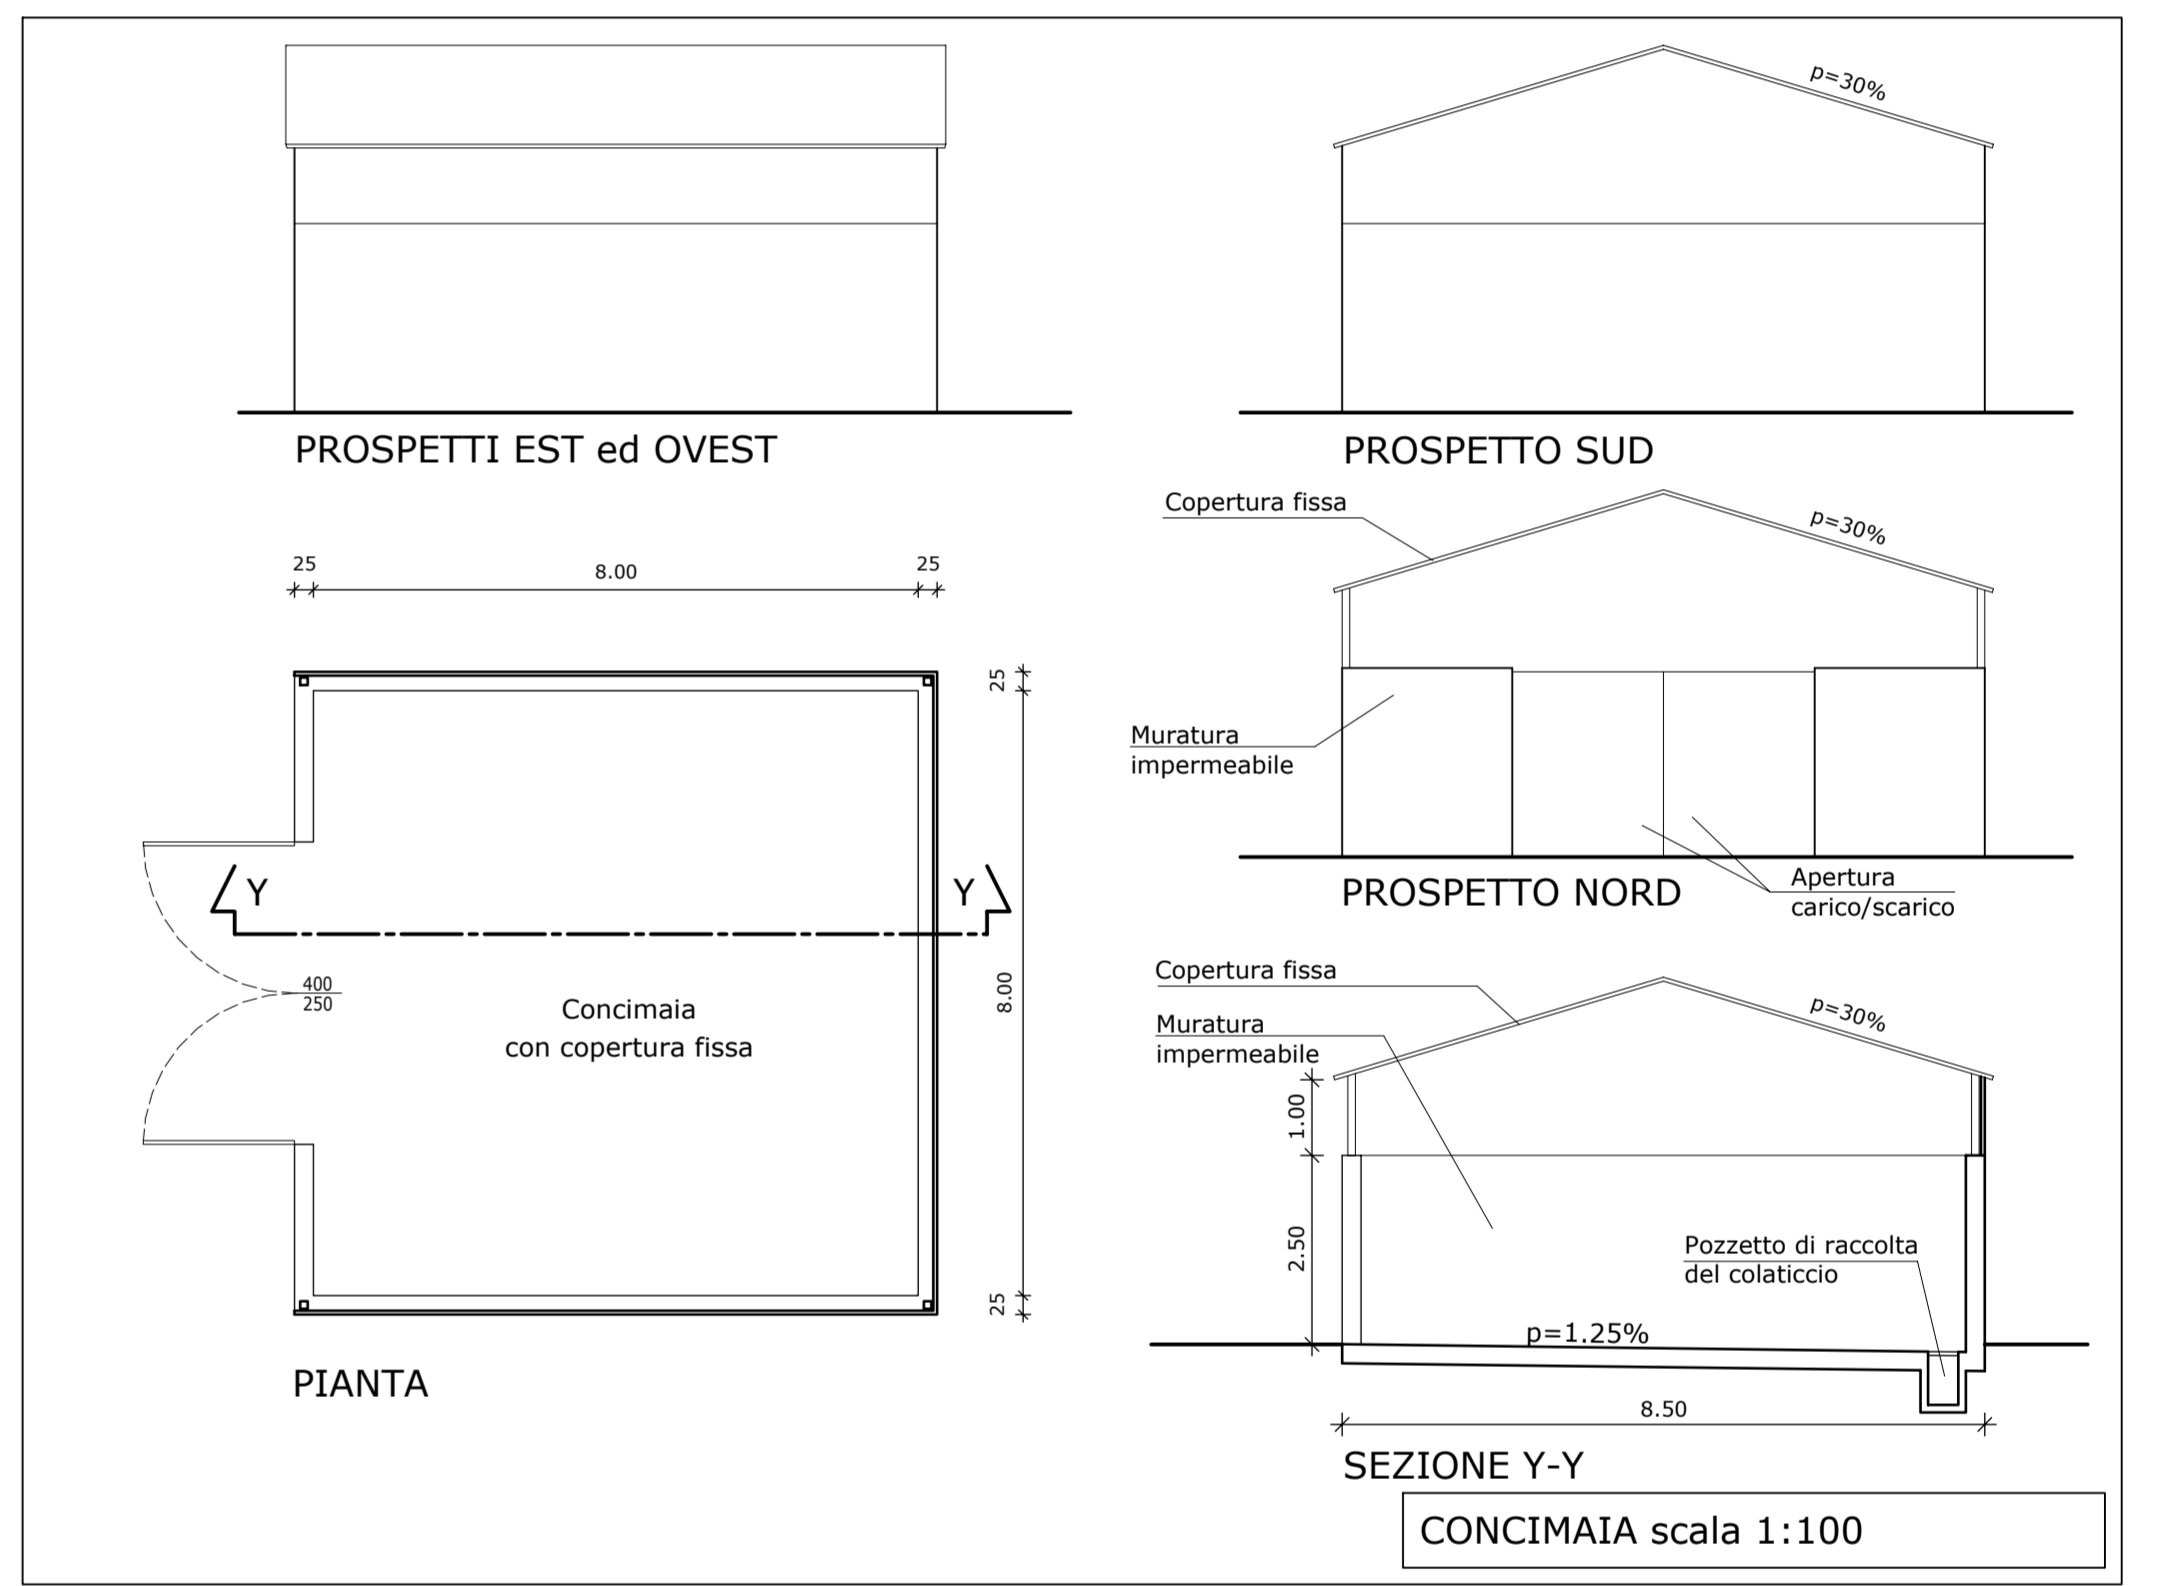 p=30%
PROSPETTI EST ed OVEST
PROSPETTO SUD
25
8.00
25
25
8.00
25
Y
Y
400
250
Concimaia
con copertura fissa
PIANTA
Copertura fissa
p=30%
Muratura
impermeabile
PROSPETTO NORD
Apertura
carico/scarico
Copertura fissa
Muratura
impermeabile
p=30%
1.00
2.50
Pozzetto di raccolta
del colaticcio
p=1.25%
8.50
SEZIONE Y-Y
CONCIMAIA scala 1:100